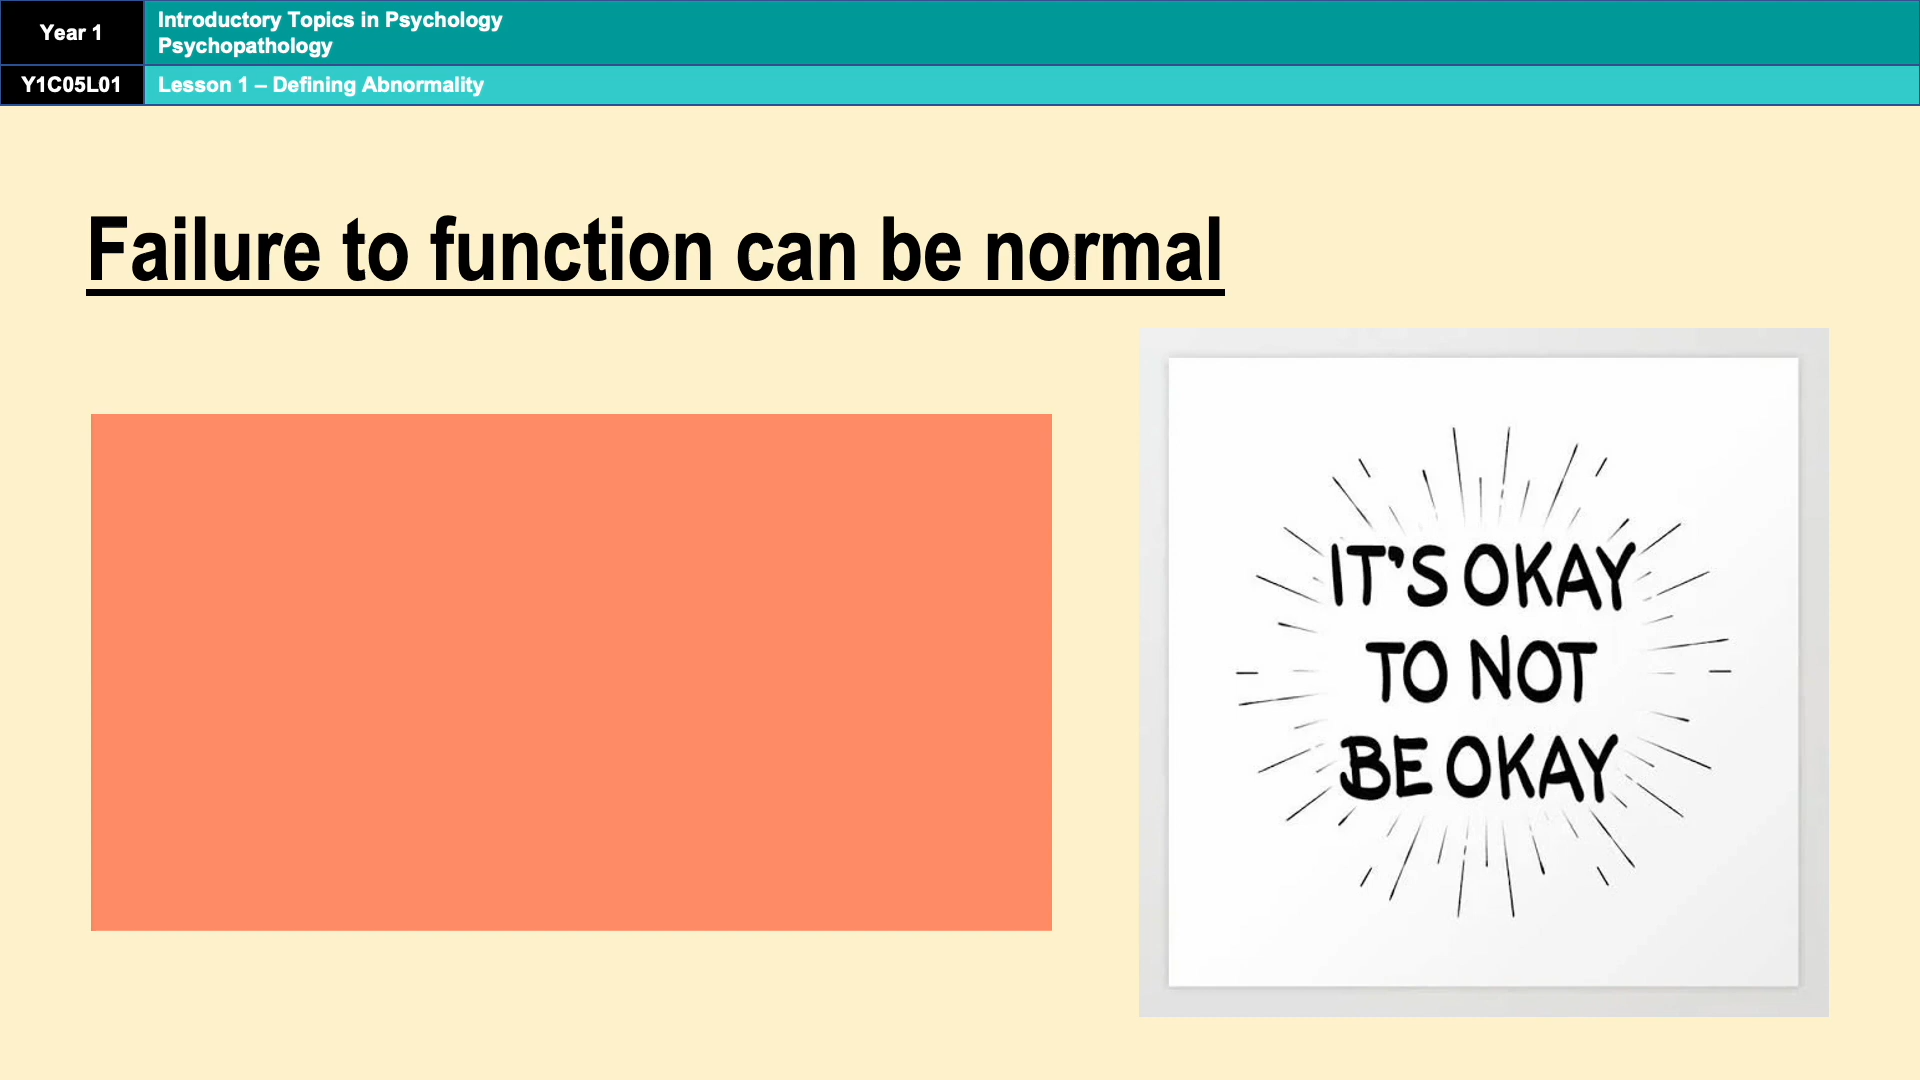 Year 1
Introductory Topics in Psychology
Psychopathology
Y1C05L01
Lesson 1 – Defining Abnormality
Failure to function can be normal
IT'S OKAY
TO NOT
BE OKAY